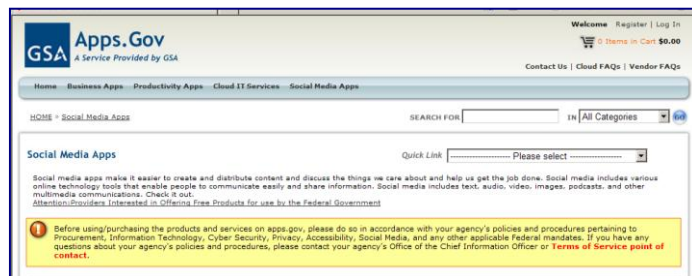 Welcome Register | Log In
GSA Apps.Gov
A Service Provided by GSA
0 Items in Cart $0.00
Contact Us | Cloud FAQs | Vendor FAQs
Home Business Apps Productivity Apps Cloud IT Services Social Media Apps
HOME » Social Media Apps SEARCH FOR IN All Categories GO
Social Media Apps Quick Link -------------------- Please select ------------------
Social media apps make it easier to create and distribute content and discuss the things we care about and help us get the job done. Social media includes various
online technology tools that enable people to communicate easily and share information. Social media includes text, audio, video, images, podcasts, and other
multimedia communications. Check it out.
Attention:Providers Interested in Offering Free Products for use by the Federal Government
Before using/purchasing the products and services on apps.gov, please do so in accordance with your agency's policies and procedures pertaining to
Procurement, Information Technology, Cyber Security, Privacy, Accessibility, Social Media, and any other applicable Federal mandates. If you have any
questions about your agency's policies and procedures, please contact your agency's Office of the Chief Information Officer or Terms of Service point of
contact.